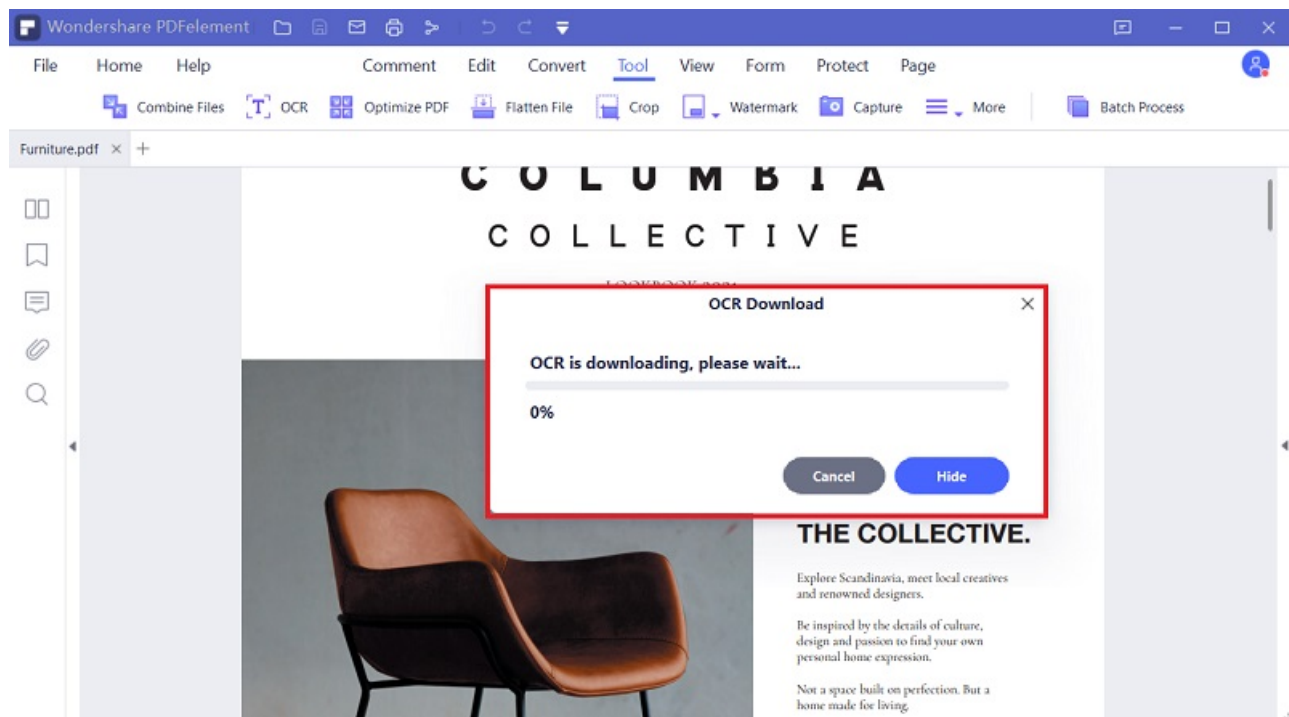 Wondershare PDFelement
File Home Help Comment Edit Convert Tool View Form Protect Page
Combine Files OCR Optimize PDF Flatten File Crop Watermark Capture More Batch Process
Furniture.pdf
COLUMBIA
COLLECTIVE
LOOKBOOK 2021
OCR Download
OCR is downloading, please wait...
0%
Cancel Hide
THE COLLECTIVE.
Explore Scandinavia, meet local creatives
and renowned designers.
Be inspired by the details of culture,
design and passion to find your own
personal home expression.
Not a space built on perfection. But a
home made for living.